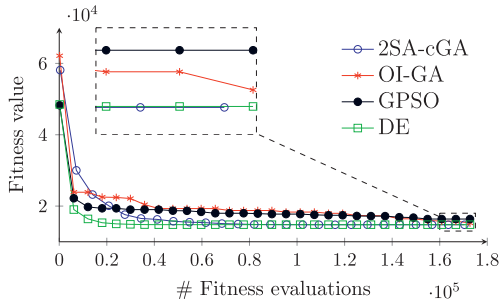 ·10⁴
6
4
2
Fitness value
2SA-cGA
OI-GA
GPSO
DE
0 0.2 0.4 0.6 0.8 1 1.2 1.4 1.6 1.8
# Fitness evaluations ·10⁵